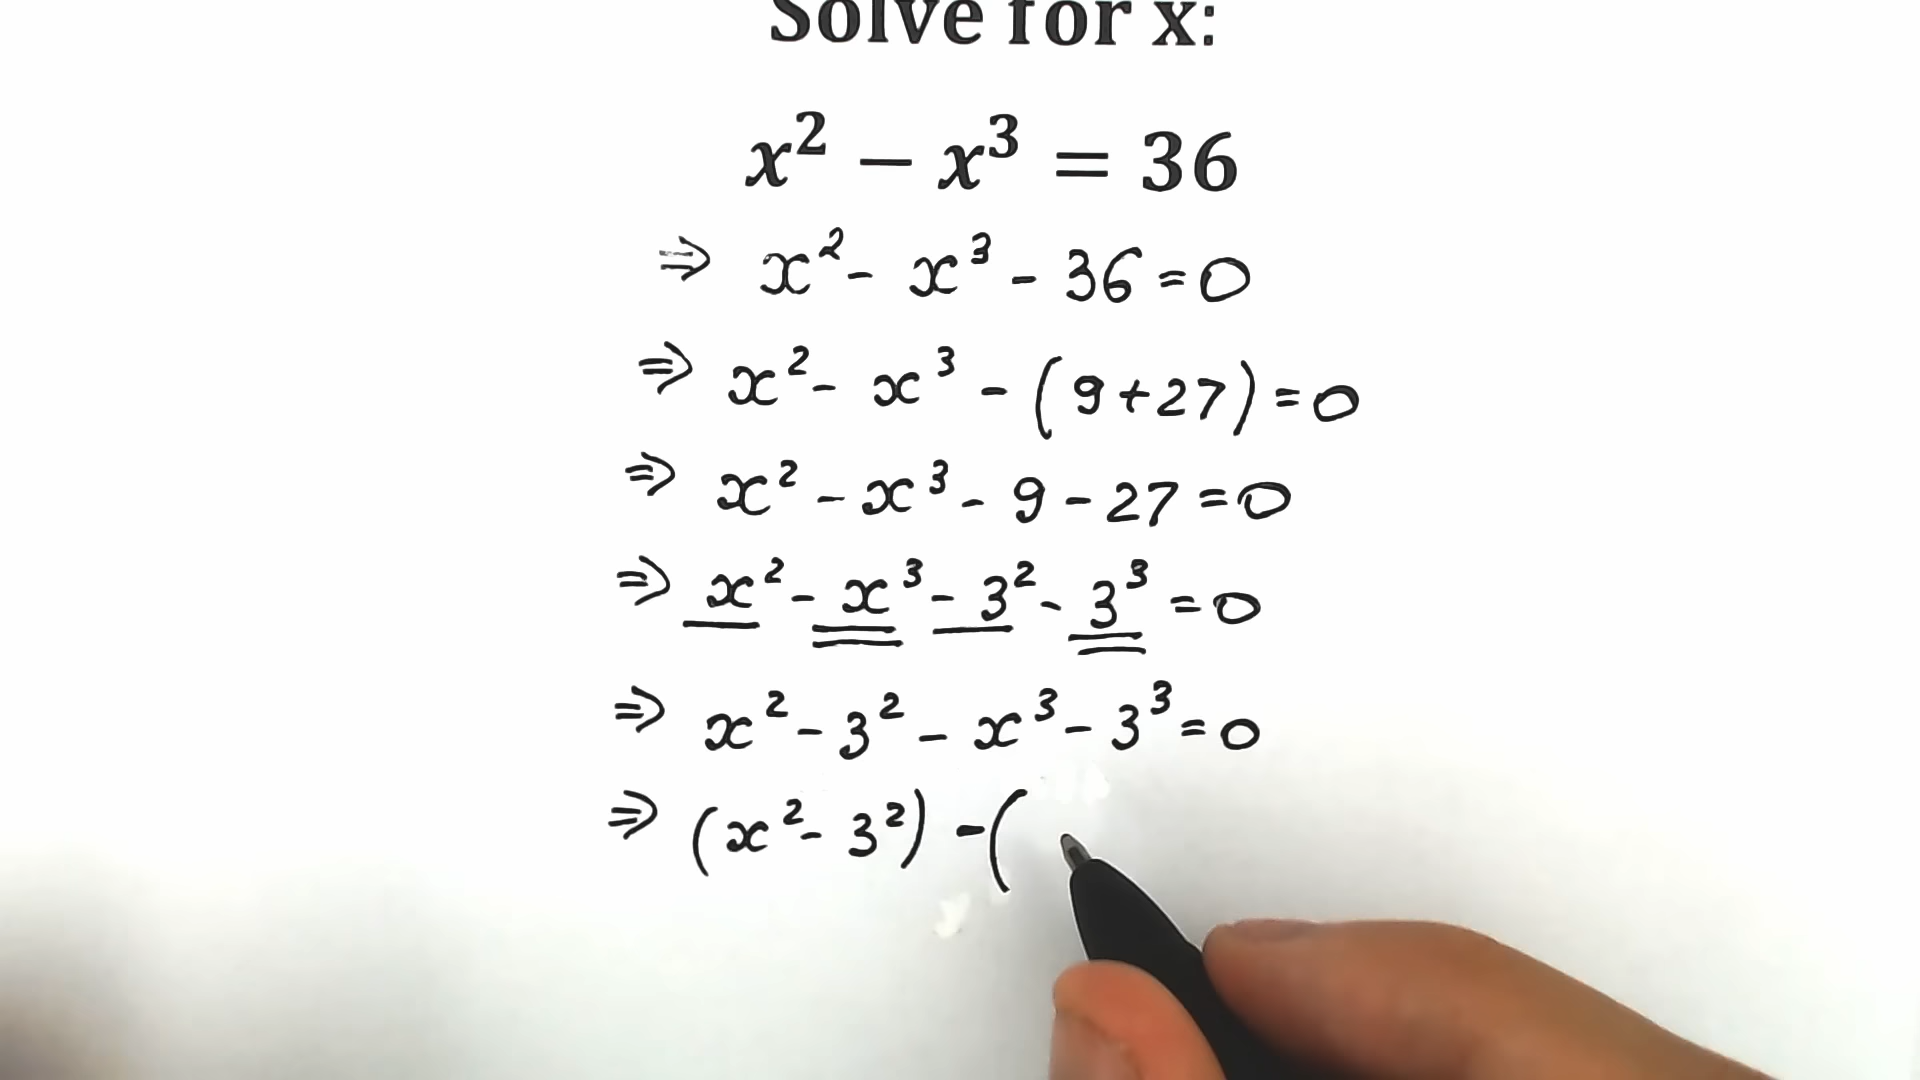 Solve for x:
x² − x³ = 36
⇒ x² - x³ - 36 = 0
⇒ x² - x³ - (9 + 27) = 0
⇒ x² - x³ - 9 - 27 = 0
⇒ x² - x³ - 3² - 3³ = 0
⇒ x² - 3² - x³ - 3³ = 0
⇒ (x² - 3²) - (